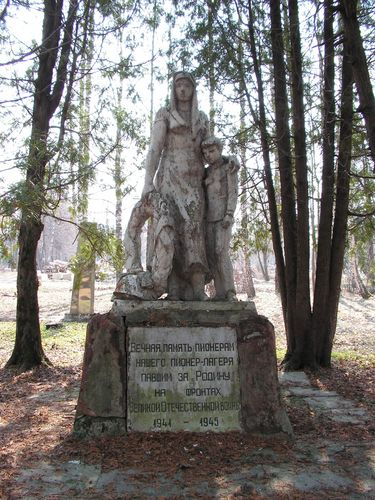 Вечная память пионерам
нашего пионер-лагеря
павшим за Родину
на фронтах
Великой Отечественной войны
1941 - 1945